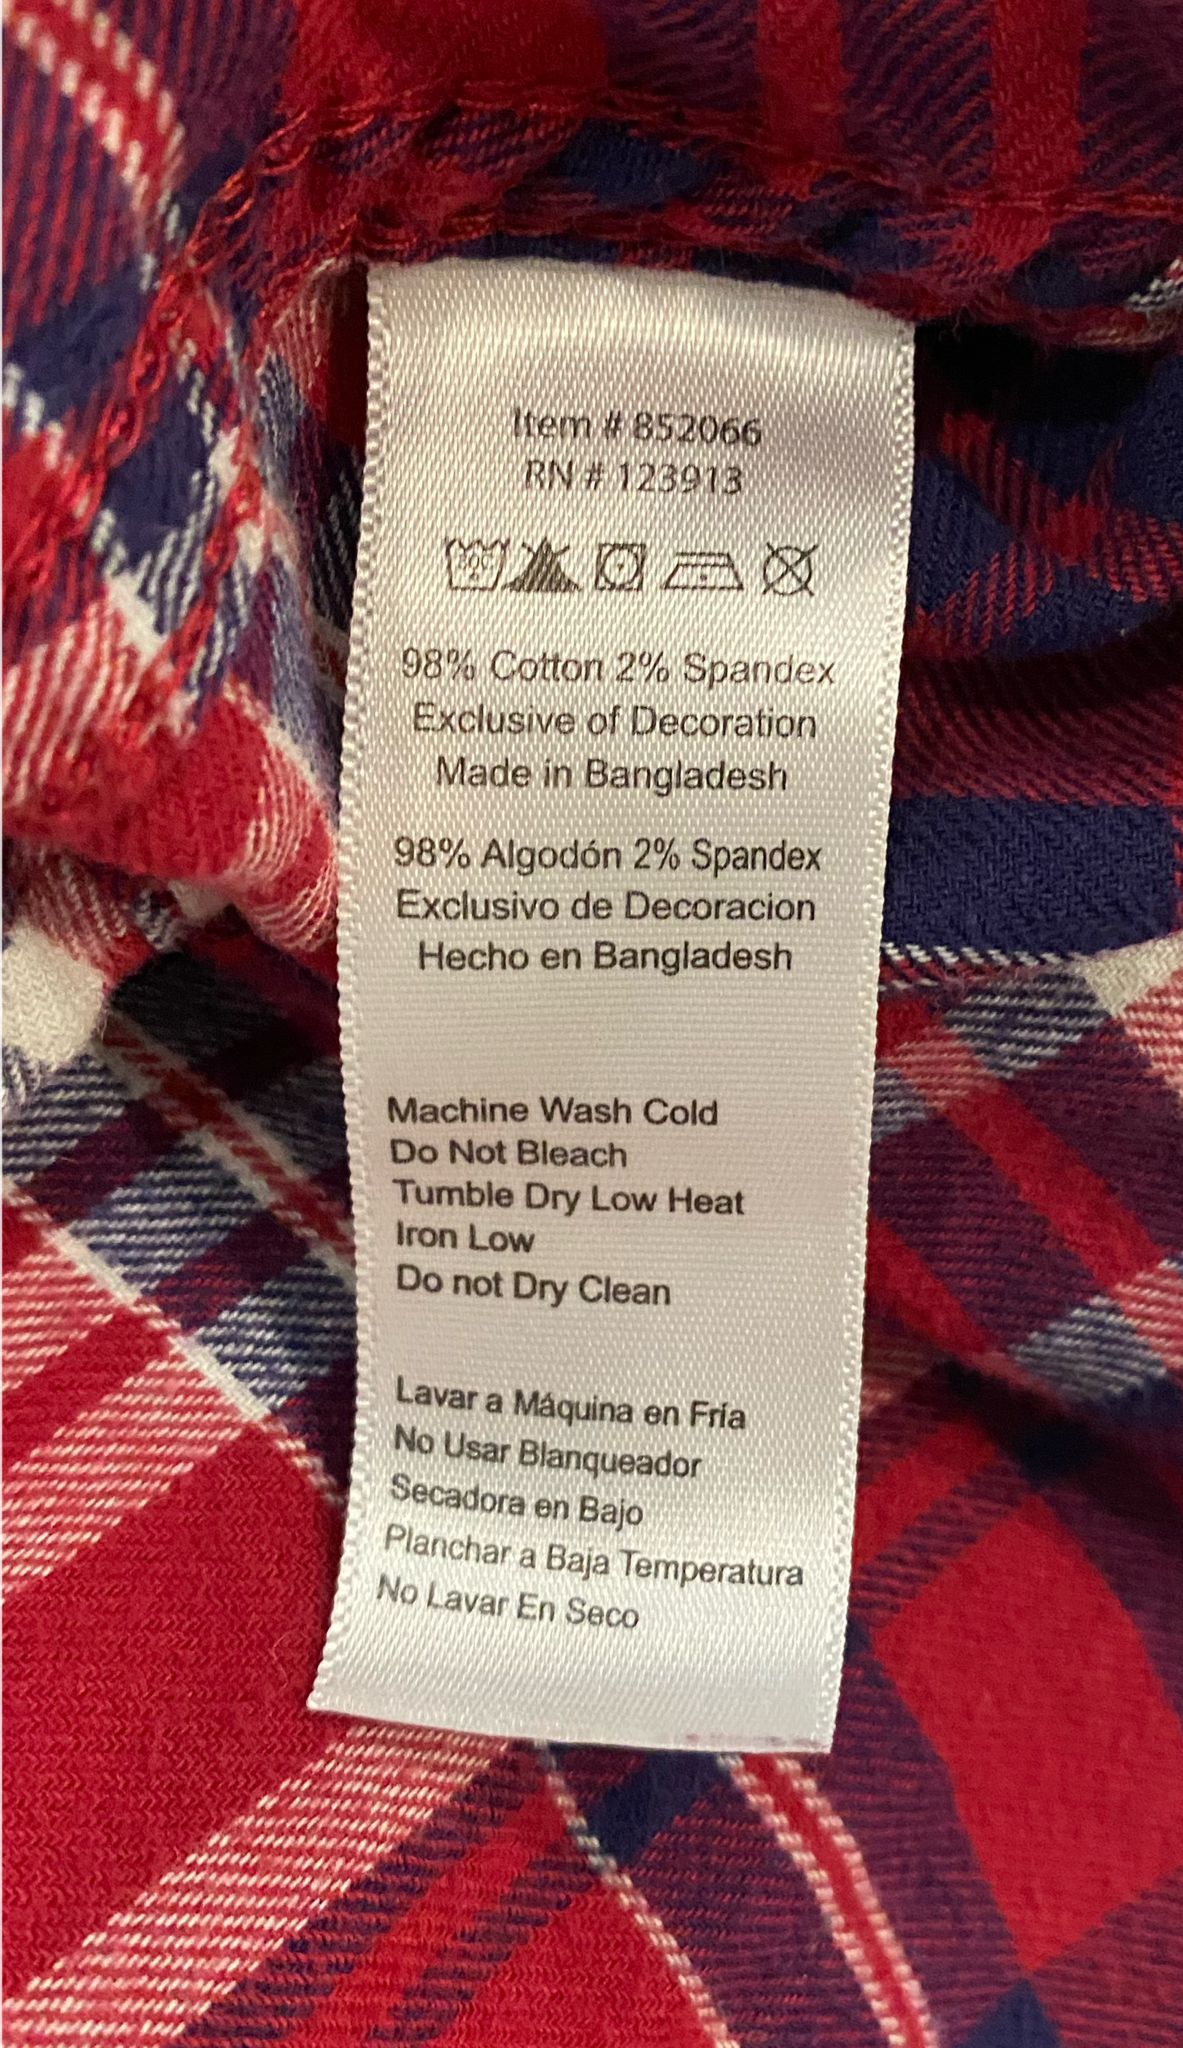 Item # 852066
RN # 123913
98% Cotton 2% Spandex
Exclusive of Decoration
Made in Bangladesh
98% Algodón 2% Spandex
Exclusivo de Decoracion
Hecho en Bangladesh
Machine Wash Cold
Do Not Bleach
Tumble Dry Low Heat
Iron Low
Do not Dry Clean
Lavar a Máquina en Fría
No Usar Blanqueador
Secadora en Bajo
Planchar a Baja Temperatura
No Lavar En Seco